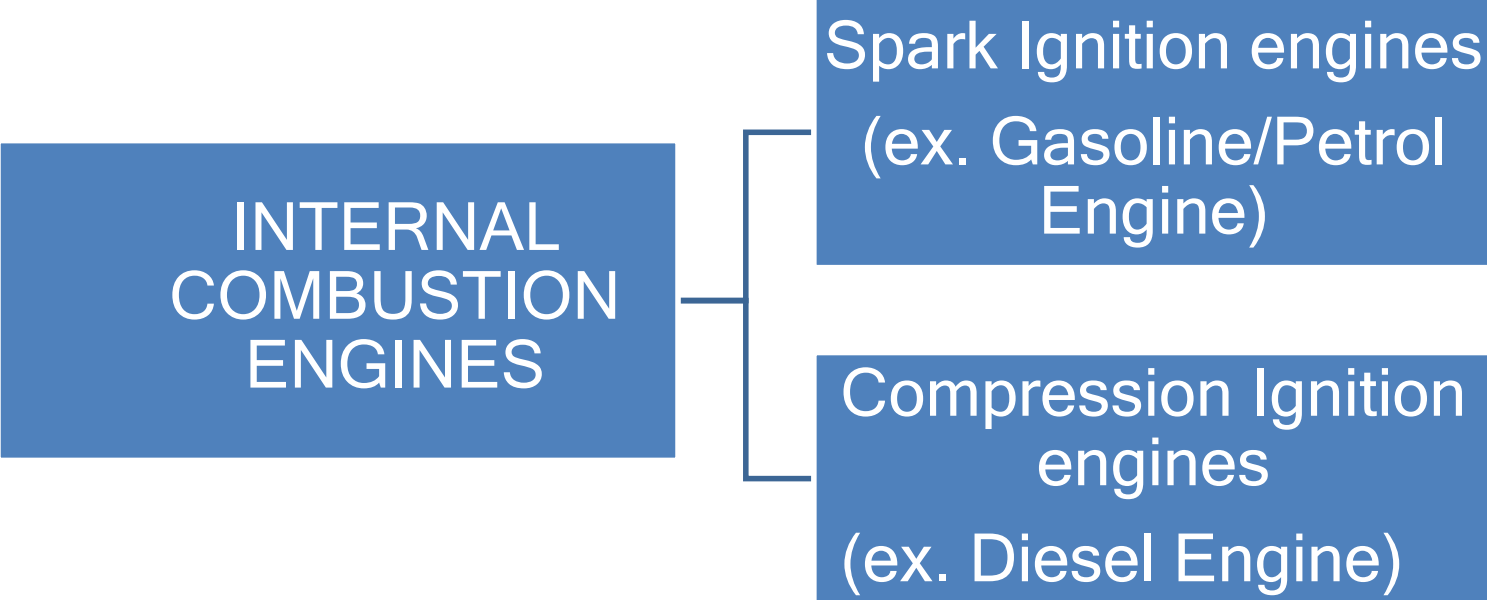 INTERNAL
COMBUSTION
ENGINES
Spark Ignition engines
(ex. Gasoline/Petrol
Engine)
Compression Ignition
engines
(ex. Diesel Engine)